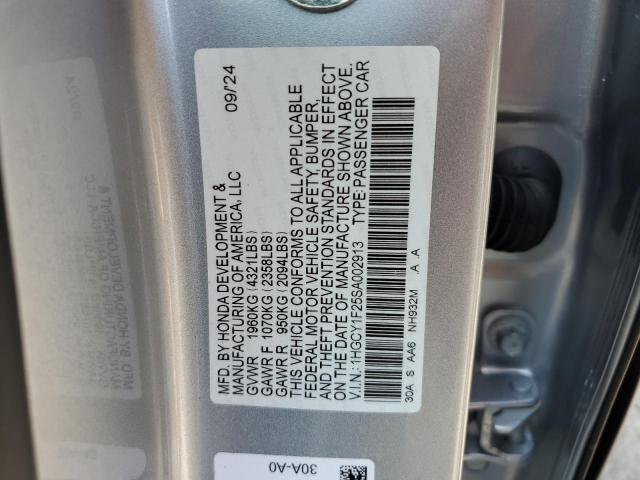 MFD. BY HONDA DEVELOPMENT & 09/'24
MANUFACTURING OF AMERICA, LLC
GVWR 1960KG (4321LBS)
GAWR F 1070KG (2358LBS)
GAWR R 950KG (2094LBS)
THIS VEHICLE CONFORMS TO ALL APPLICABLE
FEDERAL MOTOR VEHICLE SAFETY, BUMPER,
AND THEFT PREVENTION STANDARDS IN EFFECT
ON THE DATE OF MANUFACTURE SHOWN ABOVE.
V.I.N.: 1HGCY1F25SA002913 TYPE: PASSENGER CAR
30A S AA6 NH932M .A .A
30A-A0